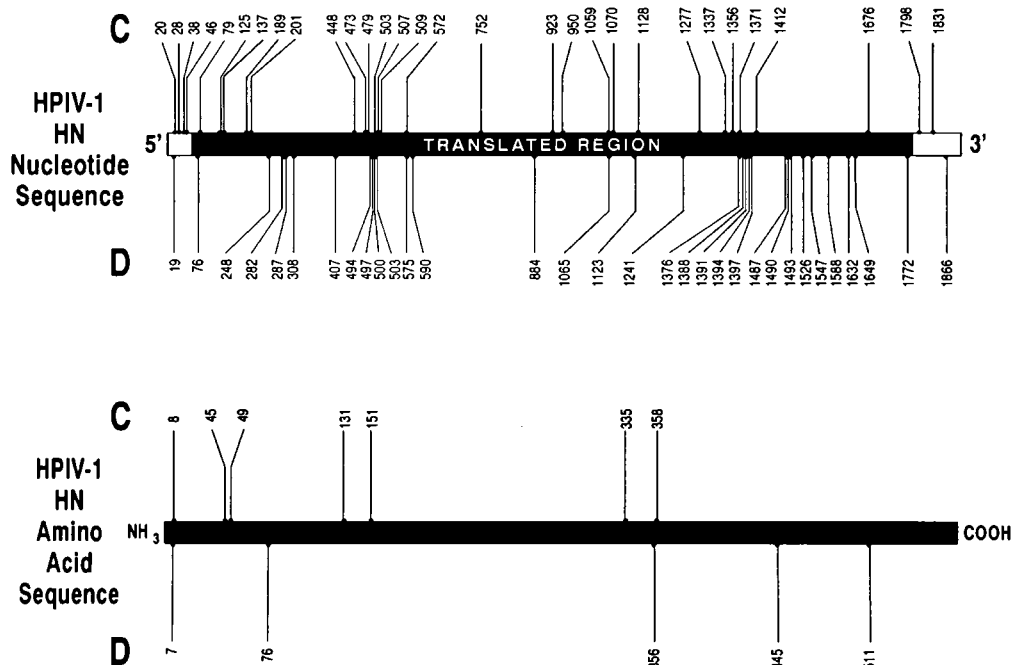 C 20 28 38 46 79 125 137 189 201 448 473 479 503 507 509 572 752 923 950 1059 1070 1128 1277 1337 1356 1371 1412 1676 1798 1831
HPIV-1
HN
Nucleotide
Sequence
5' TRANSLATED REGION 3'
D 19 76 248 282 287 308 407 494 497 500 503 575 590 884 1065 1123 1241 1376 1388 1391 1394 1397 1487 1490 1493 1526 1547 1588 1632 1649 1772 1866
C 8 45 49 131 151 335 358
HPIV-1
HN
Amino
Acid
Sequence
NH3 COOH
D 7 76